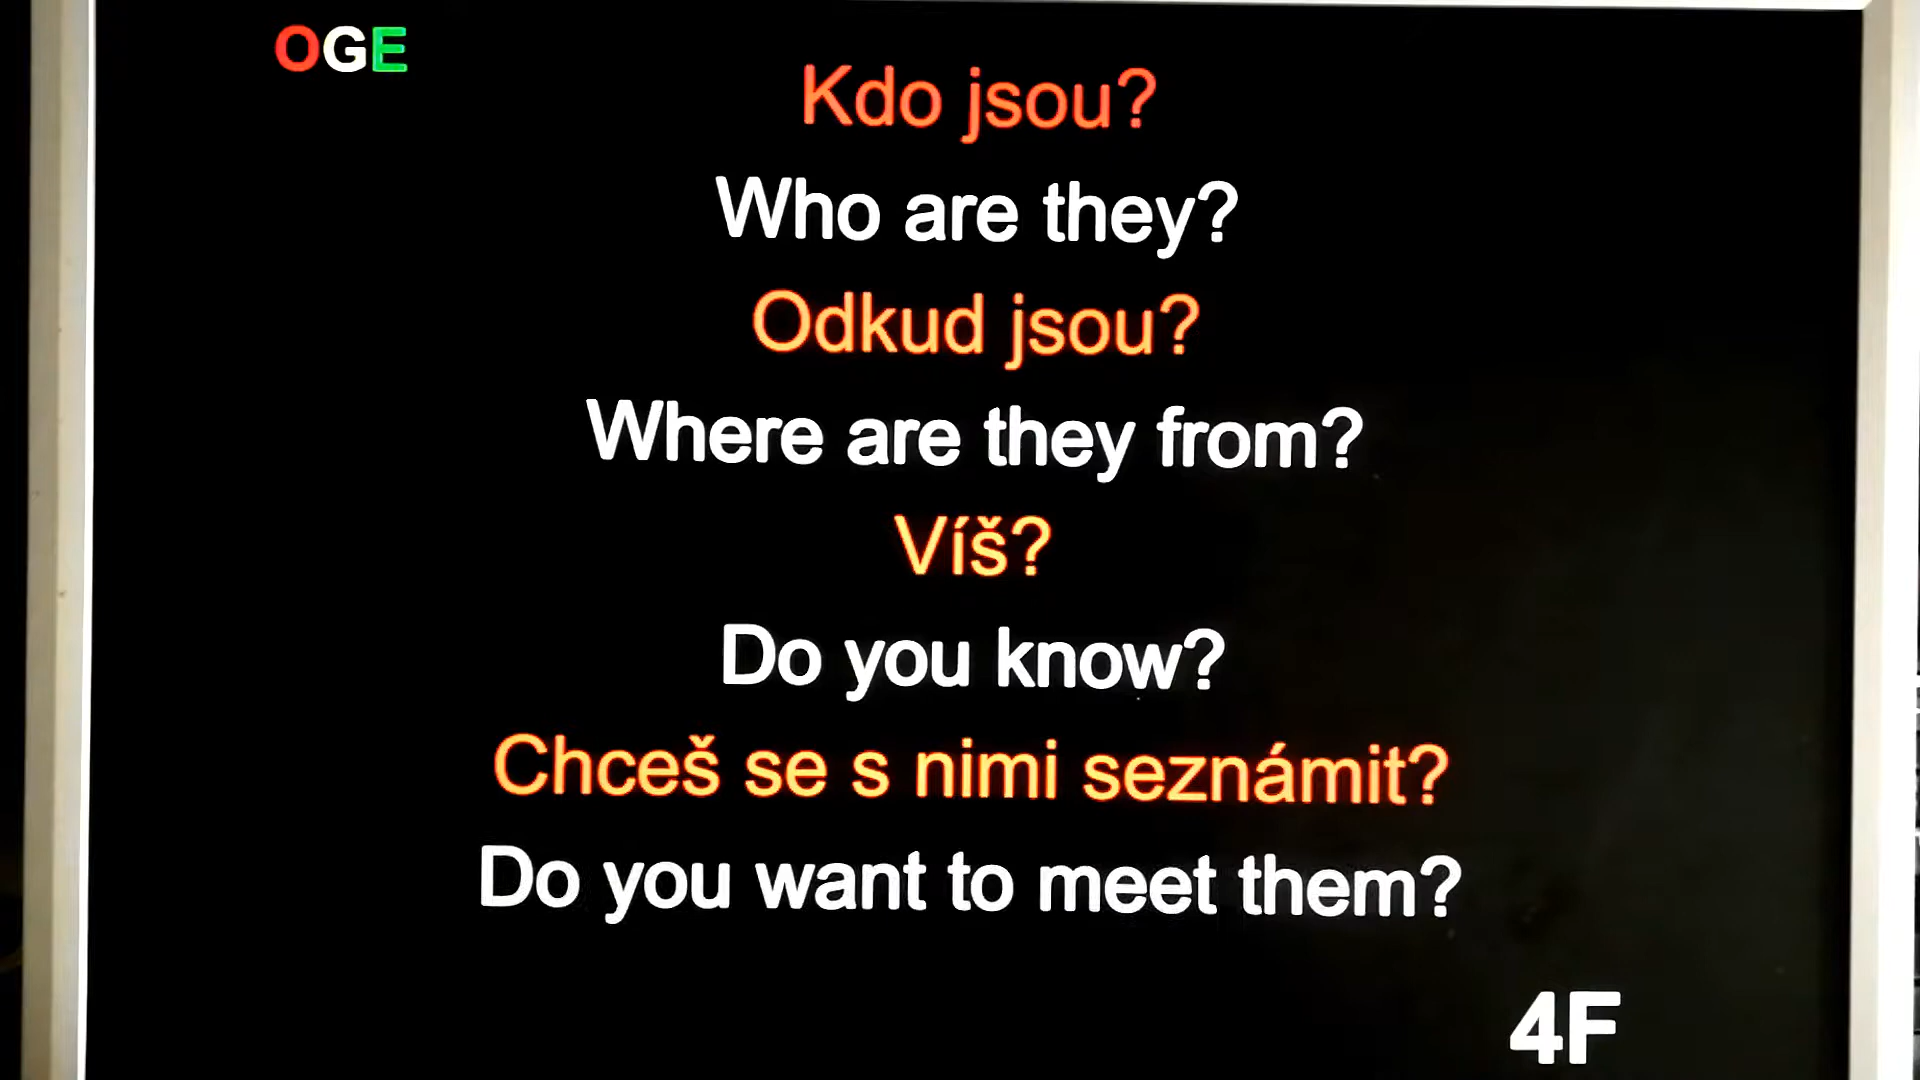 OGE
Kdo jsou?
Who are they?
Odkud jsou?
Where are they from?
Víš?
Do you know?
Chceš se s nimi seznámit?
Do you want to meet them?
4F